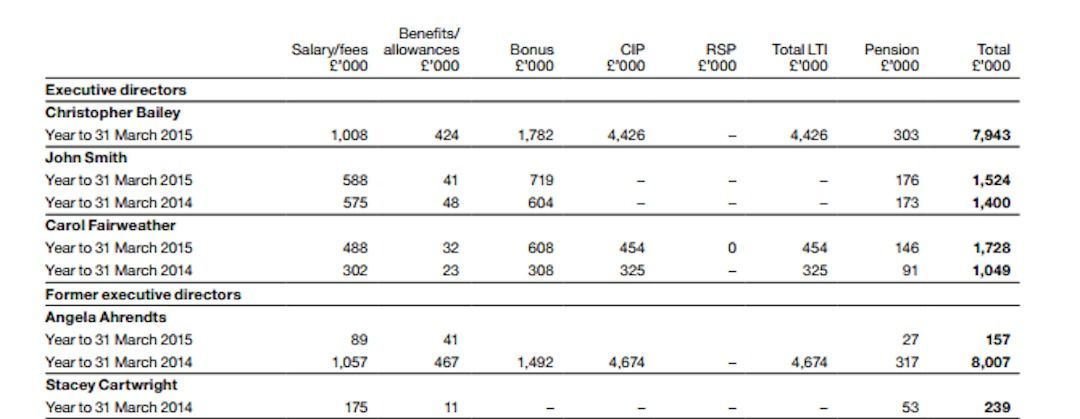 Salary/fees £'000 Benefits/allowances £'000 Bonus £'000 CIP £'000 RSP £'000 Total LTI £'000 Pension £'000 Total £'000
Executive directors
Christopher Bailey
Year to 31 March 2015 1,008 424 1,782 4,426 – 4,426 303 7,943
John Smith
Year to 31 March 2015 588 41 719 – – – 176 1,524
Year to 31 March 2014 575 48 604 – – – 173 1,400
Carol Fairweather
Year to 31 March 2015 488 32 608 454 0 454 146 1,728
Year to 31 March 2014 302 23 308 325 – 325 91 1,049
Former executive directors
Angela Ahrendts
Year to 31 March 2015 89 41 27 157
Year to 31 March 2014 1,057 467 1,492 4,674 – 4,674 317 8,007
Stacey Cartwright
Year to 31 March 2014 175 11 – – – – 53 239